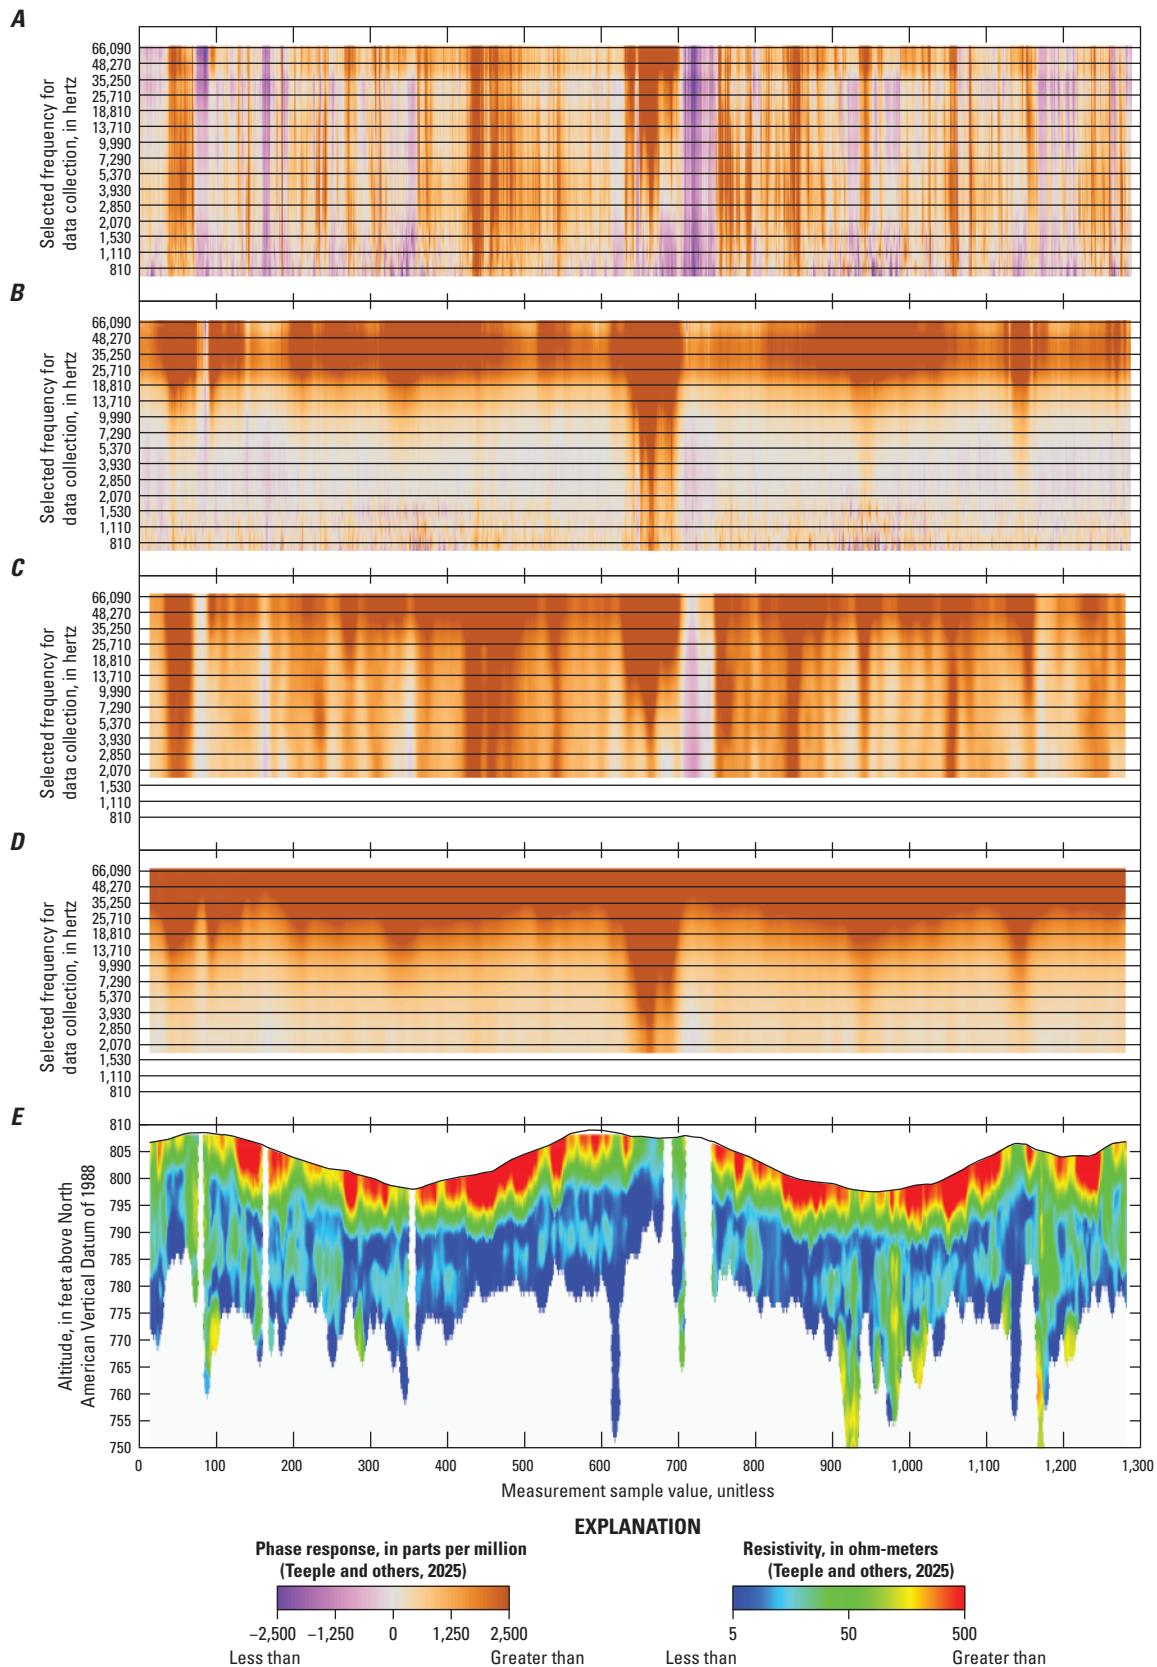 A
66,090
48,270
35,250
25,710
18,810
13,710
9,990
7,290
5,370
3,930
2,850
2,070
1,530
1,110
810
Selected frequency for
data collection, in hertz
B
66,090
48,270
35,250
25,710
18,810
13,710
9,990
7,290
5,370
3,930
2,850
2,070
1,530
1,110
810
Selected frequency for
data collection, in hertz
C
66,090
48,270
35,250
25,710
18,810
13,710
9,990
7,290
5,370
3,930
2,850
2,070
1,530
1,110
810
Selected frequency for
data collection, in hertz
D
66,090
48,270
35,250
25,710
18,810
13,710
9,990
7,290
5,370
3,930
2,850
2,070
1,530
1,110
810
Selected frequency for
data collection, in hertz
E
810
805
800
795
790
785
780
775
770
765
760
755
750
Altitude, in feet above North
American Vertical Datum of 1988
0 100 200 300 400 500 600 700 800 900 1,000 1,100 1,200 1,300
Measurement sample value, unitless
EXPLANATION
Phase response, in parts per million
(Teeple and others, 2025)
−2,500 −1,250 0 1,250 2,500
Less than Greater than
Resistivity, in ohm-meters
(Teeple and others, 2025)
5 50 500
Less than Greater than